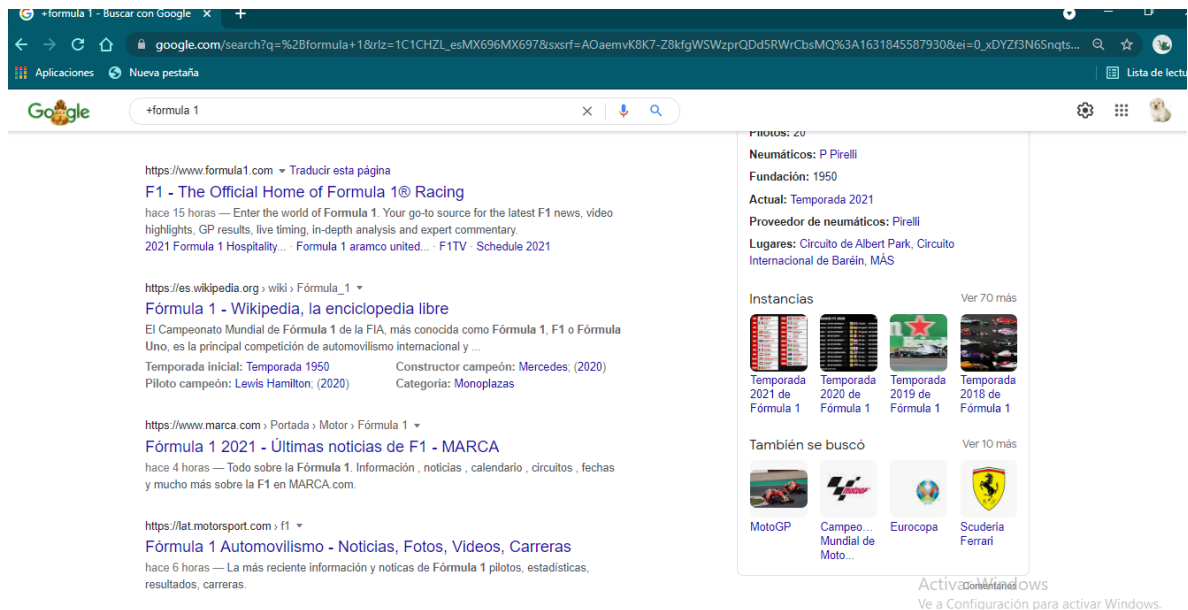 +formula 1 - Buscar con Google
google.com/search?q=%2Bformula+1&rlz=1C1CHZL_esMX696MX697&sxsrf=AOaemvK8K7-Z8kfgWSWzprQDd5RWrCbsMQ%3A1631845587930&ei=0_xDYZf3N6Snqts...
Aplicaciones Nueva pestaña
Lista de lectu
Google
+formula 1
https://www.formula1.com Traducir esta página
F1 - The Official Home of Formula 1® Racing
hace 15 horas — Enter the world of Formula 1. Your go-to source for the latest F1 news, video
highlights, GP results, live timing, in-depth analysis and expert commentary.
2021 Formula 1 Hospitality... · Formula 1 aramco united... · F1TV · Schedule 2021
https://es.wikipedia.org › wiki › Fórmula_1
Fórmula 1 - Wikipedia, la enciclopedia libre
El Campeonato Mundial de Fórmula 1 de la FIA, más conocida como Fórmula 1, F1 o Fórmula
Uno, es la principal competición de automovilismo internacional y ...
Temporada inicial: Temporada 1950 Constructor campeón: Mercedes; (2020)
Piloto campeón: Lewis Hamilton; (2020) Categoría: Monoplazas
https://www.marca.com › Portada › Motor › Fórmula 1
Fórmula 1 2021 - Últimas noticias de F1 - MARCA
hace 4 horas — Todo sobre la Fórmula 1. Información , noticias , calendario , circuitos , fechas
y mucho más sobre la F1 en MARCA.com.
https://lat.motorsport.com › f1
Fórmula 1 Automovilismo - Noticias, Fotos, Videos, Carreras
hace 6 horas — La más reciente información y noticas de Fórmula 1 pilotos, estadísticas,
resultados, carreras.
Pilotos: 20
Neumáticos: P Pirelli
Fundación: 1950
Actual: Temporada 2021
Proveedor de neumáticos: Pirelli
Lugares: Circuito de Albert Park, Circuito
Internacional de Baréin, MÁS
Instancias Ver 70 más
Temporada Temporada Temporada Temporada
2021 de 2020 de 2019 de 2018 de
Fórmula 1 Fórmula 1 Fórmula 1 Fórmula 1
También se buscó Ver 10 más
MotoGP
MotoGP Campeo... Eurocopa Scuderia
Mundial de Ferrari
Moto...
Comentarios
Activar Windows
Ve a Configuración para activar Windows.